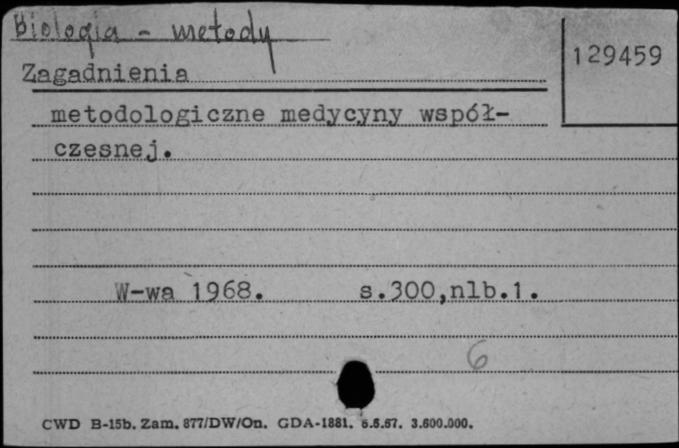 Biologia - metody
129459
Zagadnienia
metodologiczne medycyny współ-
czesnej.
W-wa 1968. s.300,nlb.1.
6
CWD B-15b. Zam. 877/DW/On. GDA-1881. 6.6.67. 3.600.000.